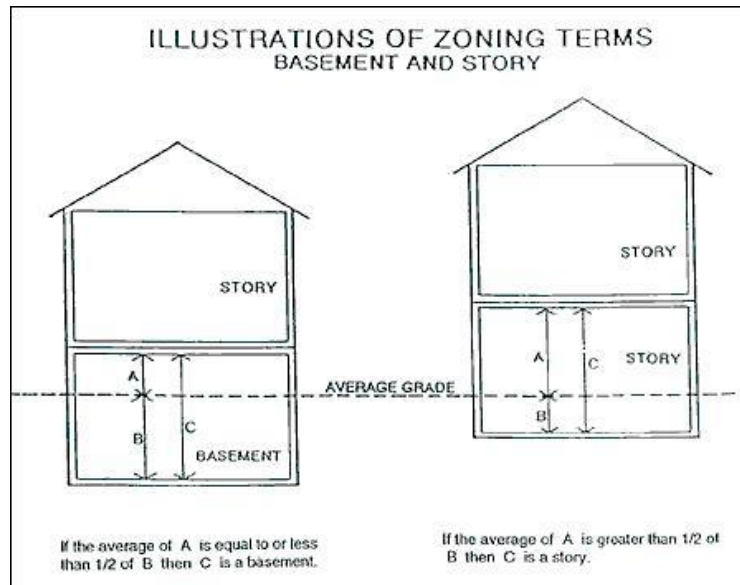 ILLUSTRATIONS OF ZONING TERMS
BASEMENT AND STORY
STORY
A
B
C
BASEMENT
AVERAGE GRADE
STORY
A
C
STORY
B
If the average of A is equal to or less
than 1/2 of B then C is a basement.
If the average of A is greater than 1/2 of
B then C is a story.